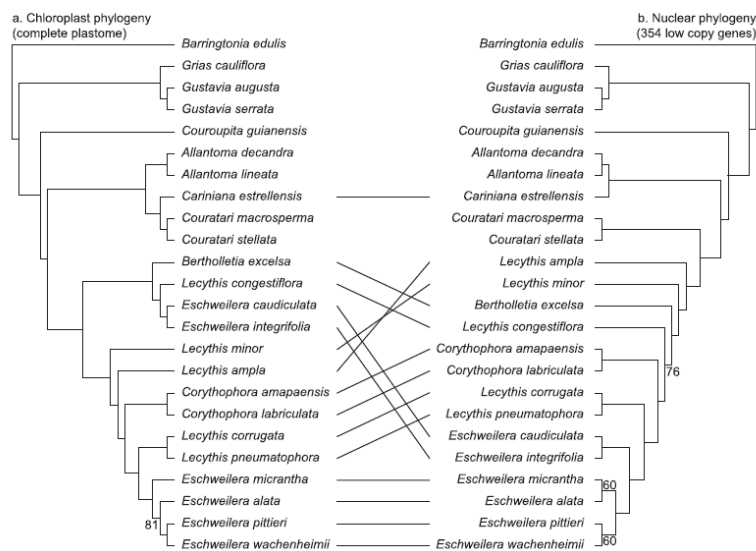 a. Chloroplast phylogeny
(complete plastome)
Barringtonia edulis
Grias cauliflora
Gustavia augusta
Gustavia serrata
Couroupita guianensis
Allantoma decandra
Allantoma lineata
Cariniana estrellensis
Couratari macrosperma
Couratari stellata
Bertholletia excelsa
Lecythis congestiflora
Eschweilera caudiculata
Eschweilera integrifolia
Lecythis minor
Lecythis ampla
Corythophora amapaensis
Corythophora labriculata
Lecythis corrugata
Lecythis pneumatophora
Eschweilera micrantha
Eschweilera alata
81
Eschweilera pittieri
Eschweilera wachenheimii
b. Nuclear phylogeny
(354 low copy genes)
Barringtonia edulis
Grias cauliflora
Gustavia augusta
Gustavia serrata
Couroupita guianensis
Allantoma decandra
Allantoma lineata
Cariniana estrellensis
Couratari macrosperma
Couratari stellata
Lecythis ampla
Lecythis minor
Bertholletia excelsa
Lecythis congestiflora
Corythophora amapaensis
76
Corythophora labriculata
Lecythis corrugata
Lecythis pneumatophora
Eschweilera caudiculata
Eschweilera integrifolia
Eschweilera micrantha
60
Eschweilera alata
Eschweilera pittieri
60
Eschweilera wachenheimii